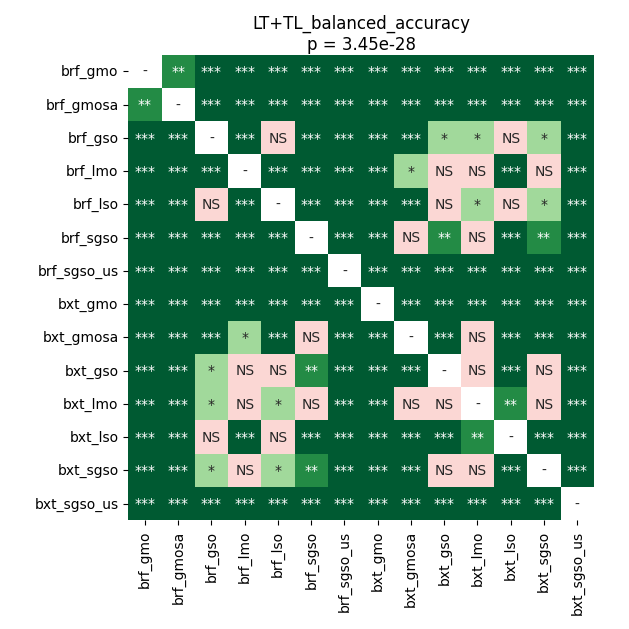 LT+TL_balanced_accuracy
p = 3.45e-28
brf_gmo - ** *** *** *** *** *** *** *** *** *** *** *** ***
brf_gmosa ** - *** *** *** *** *** *** *** *** *** *** *** ***
brf_gso *** *** - *** NS *** *** *** *** * * NS * ***
brf_lmo *** *** *** - *** *** *** *** * NS NS *** NS ***
brf_lso *** *** NS *** - *** *** *** *** NS * NS * ***
brf_sgso *** *** *** *** *** - *** *** NS ** NS *** ** ***
brf_sgso_us *** *** *** *** *** *** - *** *** *** *** *** *** ***
bxt_gmo *** *** *** *** *** *** *** - *** *** *** *** *** ***
bxt_gmosa *** *** *** * *** NS *** *** - *** NS *** *** ***
bxt_gso *** *** * NS NS ** *** *** *** - NS *** NS ***
bxt_lmo *** *** * NS * NS *** *** NS NS - ** NS ***
bxt_lso *** *** NS *** NS *** *** *** *** *** ** - *** ***
bxt_sgso *** *** * NS * ** *** *** *** NS NS *** - ***
bxt_sgso_us *** *** *** *** *** *** *** *** *** *** *** *** *** -
brf_gmo brf_gmosa brf_gso brf_lmo brf_lso brf_sgso brf_sgso_us bxt_gmo bxt_gmosa bxt_gso bxt_lmo bxt_lso bxt_sgso bxt_sgso_us